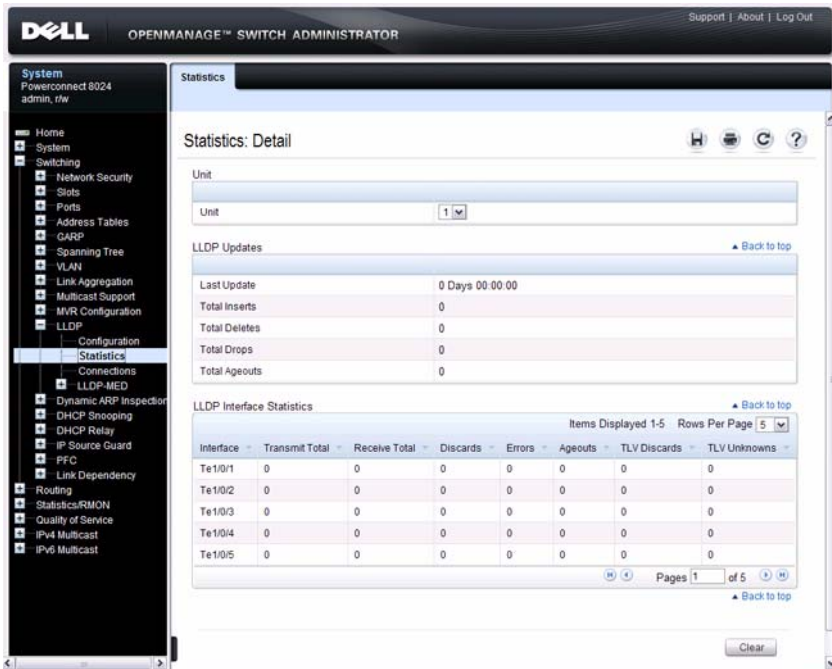 Support | About | Log Out
DELL
OPENMANAGE™ SWITCH ADMINISTRATOR
System
Powerconnect 8024
admin, r/w
Home
System
Switching
Network Security
Slots
Ports
Address Tables
GARP
Spanning Tree
VLAN
Link Aggregation
Multicast Support
MVR Configuration
LLDP
Configuration
Statistics
Connections
LLDP-MED
Dynamic ARP Inspection
DHCP Snooping
DHCP Relay
IP Source Guard
PFC
Link Dependency
Routing
Statistics/RMON
Quality of Service
IPv4 Multicast
IPv6 Multicast
Statistics
Statistics: Detail
Unit
Unit 1
LLDP Updates Back to top
Last Update 0 Days 00:00:00
Total Inserts 0
Total Deletes 0
Total Drops 0
Total Ageouts 0
LLDP Interface Statistics Back to top
Items Displayed 1-5 Rows Per Page 5
Interface Transmit Total Receive Total Discards Errors Ageouts TLV Discards TLV Unknowns
Te1/0/1 0 0 0 0 0 0 0
Te1/0/2 0 0 0 0 0 0 0
Te1/0/3 0 0 0 0 0 0 0
Te1/0/4 0 0 0 0 0 0 0
Te1/0/5 0 0 0 0 0 0 0
Pages 1 of 5
Back to top
Clear